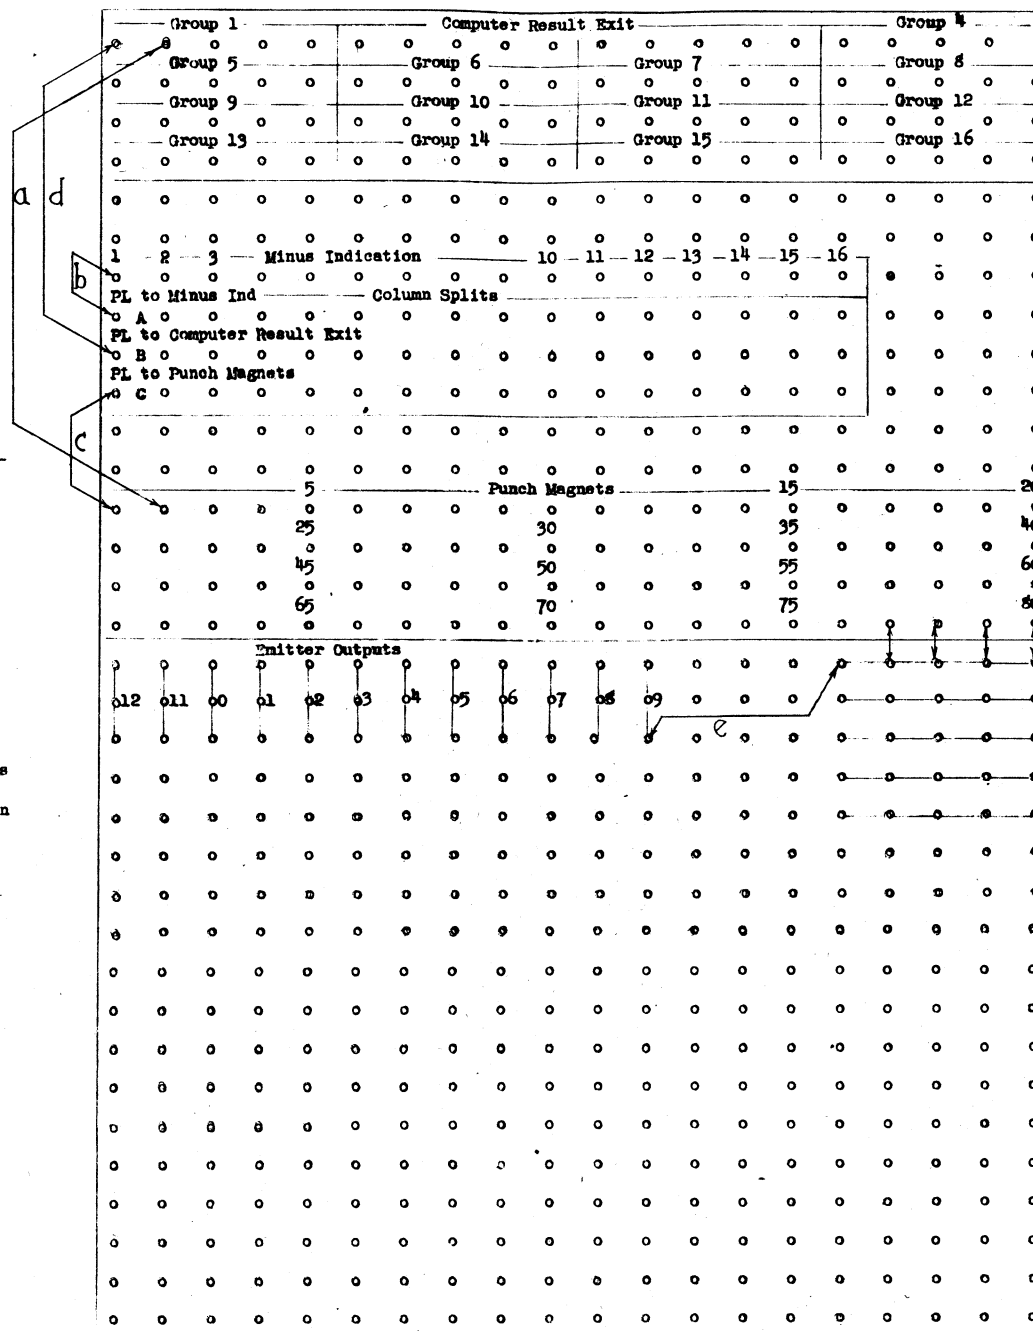 Group 1 Computer Result Exit Group 4
Group 5 Group 6 Group 7 Group 8
Group 9 Group 10 Group 11 Group 12
Group 13 Group 14 Group 15 Group 16
a d
1 2 3 Minus Indication 10 11 12 13 14 15 16
b
PL to Minus Ind Column Splits
A
PL to Computer Result Exit
B
PL to Punch Magnets
C
c
5 Punch Magnets 15 20
25 30 35
45 50 55
65 70 75
Emitter Outputs
12 11 0 1 2 3 4 5 6 7 8 9
e
s
n